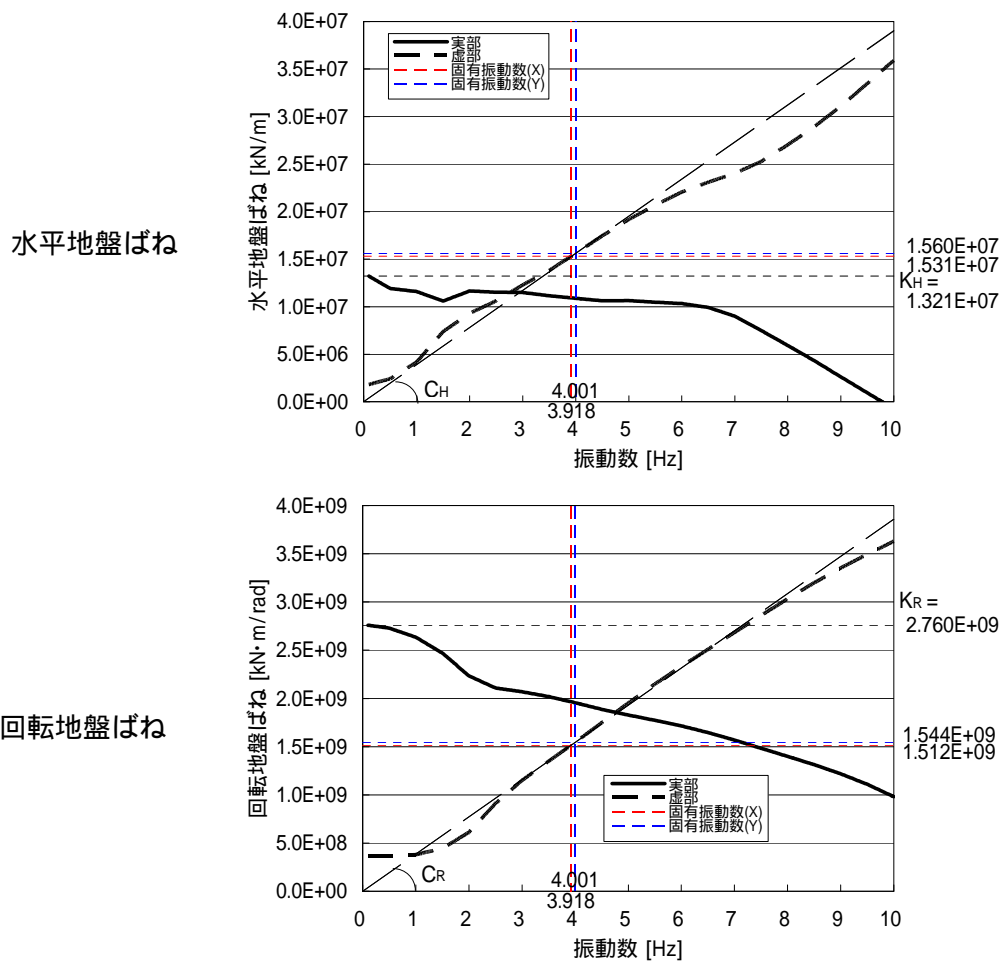 水平地盤ばね
水平地盤ばね [kN/m]
4.0E+07
3.5E+07
3.0E+07
2.5E+07
2.0E+07
1.5E+07
1.0E+07
5.0E+06
0.0E+00
実部
虚部
固有振動数(X)
固有振動数(Y)
1.560E+07
1.531E+07
KH =
1.321E+07
CH
4.001
3.918
0 1 2 3 4 5 6 7 8 9 10
振動数 [Hz]
回転地盤ばね
回転地盤ばね [kN･m/rad]
4.0E+09
3.5E+09
3.0E+09
2.5E+09
2.0E+09
1.5E+09
1.0E+09
5.0E+08
0.0E+00
KR =
2.760E+09
1.544E+09
1.512E+09
実部
虚部
固有振動数(X)
固有振動数(Y)
CR
4.001
3.918
0 1 2 3 4 5 6 7 8 9 10
振動数 [Hz]